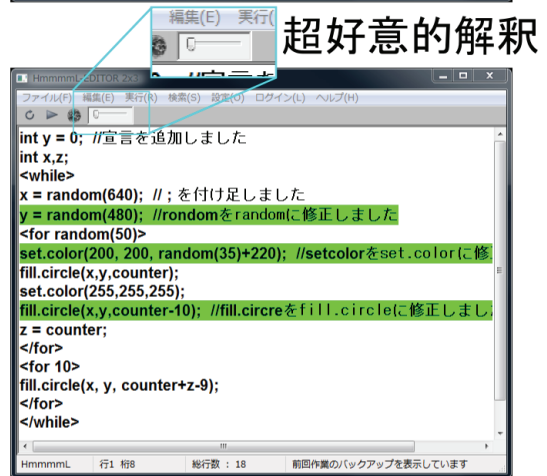 編集(E) 実行(
超好意的解釈
HmmmmL-EDITOR 2x3
ファイル(F) 編集(E) 実行(R) 検索(S) 設定(O) ログイン(L) ヘルプ(H)
int y = 0; //宣言を追加しました
int x,z;
<while>
x = random(640); // ; を付け足しました
y = random(480); //rondomをrandomに修正しました
<for random(50)>
set.color(200, 200, random(35)+220); //setcolorをset.colorに修
fill.circle(x,y,counter);
set.color(255,255,255);
fill.circle(x,y,counter-10); //fill.circreをfill.circleに修正しまし
z = counter;
</for>
<for 10>
fill.circle(x, y, counter+z-9);
</for>
</while>
HmmmmL 行1 桁8 総行数 : 18 前回作業のバックアップを表示しています